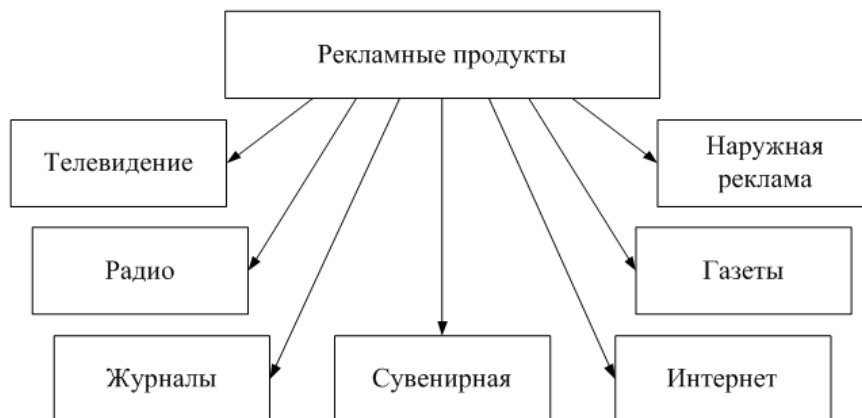 Рекламные продукты
Телевидение
Наружная
реклама
Радио
Газеты
Журналы
Сувенирная
Интернет